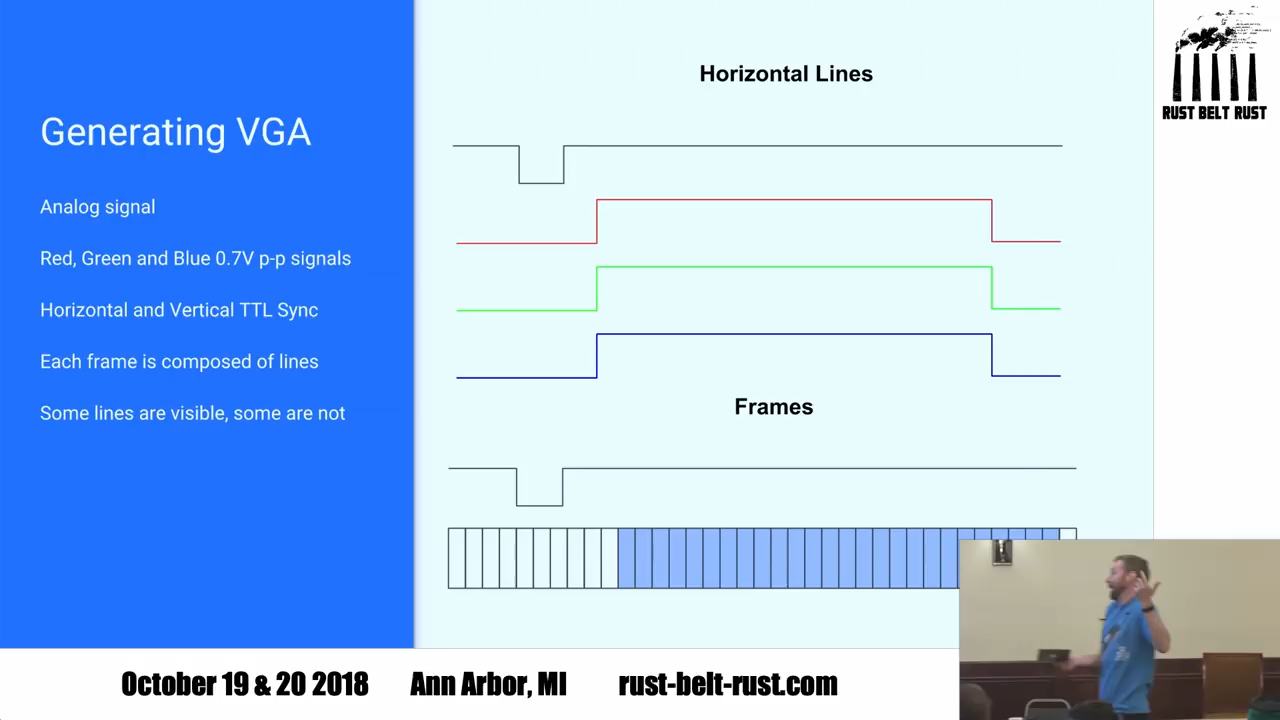 Generating VGA
Analog signal
Red, Green and Blue 0.7V p-p signals
Horizontal and Vertical TTL Sync
Each frame is composed of lines
Some lines are visible, some are not
Horizontal Lines
Frames
RUST BELT RUST
October 19 & 20 2018 Ann Arbor, MI rust-belt-rust.com